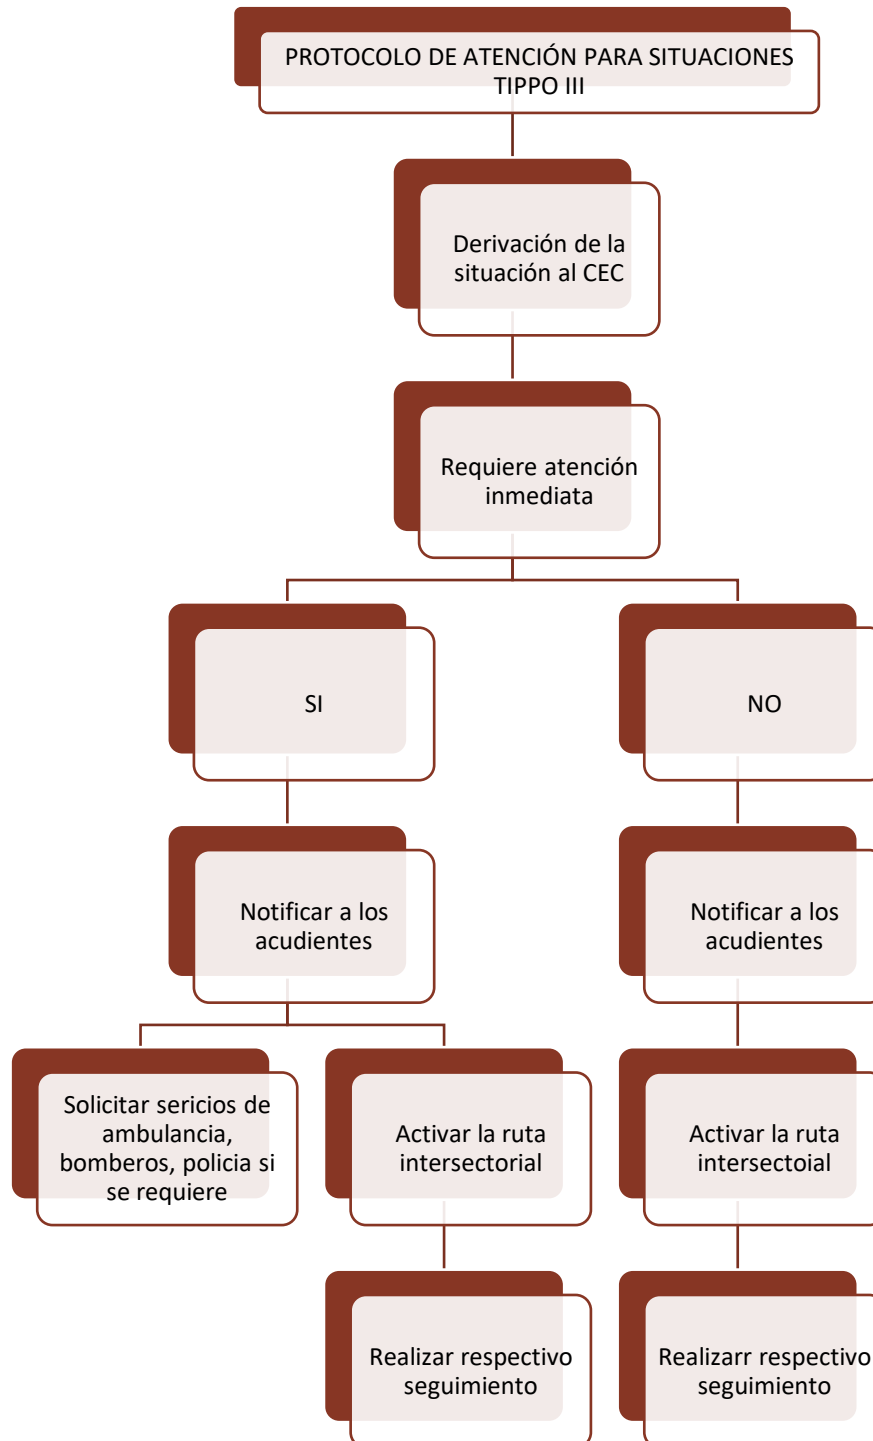 PROTOCOLO DE ATENCIÓN PARA SITUACIONES
TIPPO III
Derivación de la
situación al CEC
Requiere atención
inmediata
SI
NO
Notificar a los
acudientes
Notificar a los
acudientes
Solicitar sericios de
ambulancia,
bomberos, policia si
se requiere
Activar la ruta
intersectorial
Activar la ruta
intersectoial
Realizar respectivo
seguimiento
Realizarr respectivo
seguimiento